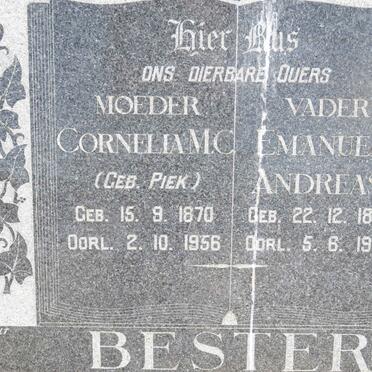 Hier Rus
ONS DIERBARE OUERS
MOEDER VADER
CORNELIA M.C. EMANUE
(GEB. PIEK) ANDREAS
GEB. 15. 9. 1870 GEB. 22. 12. 18
OORL. 2. 10. 1956 OORL. 5. 6. 19
BESTER